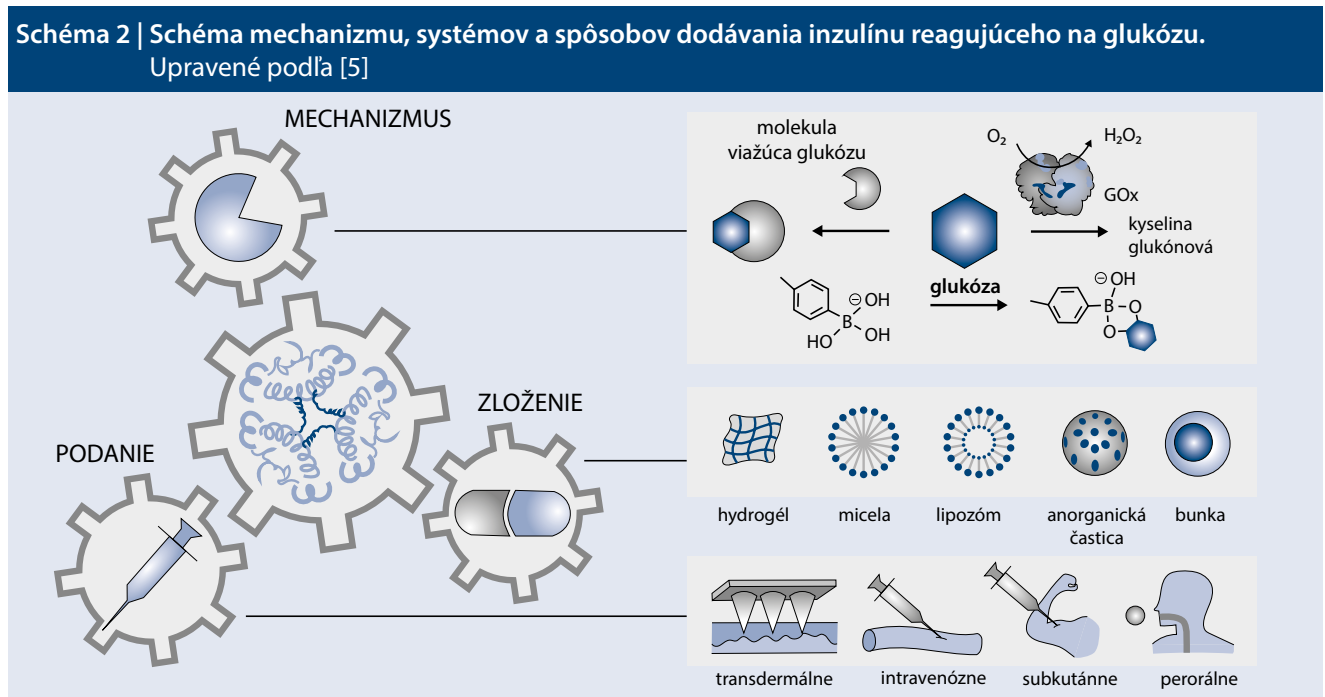 Schéma 2 | Schéma mechanizmu, systémov a spôsobov dodávania inzulínu reagujúceho na glukózu.
Upravené podľa [5]
MECHANIZMUS
molekula
viažúca glukózu
O₂
H₂O₂
GOx
kyselina
glukónová
glukóza
⊖OH
B
OH
HO
⊖
OH
B
O
O
ZLOŽENIE
hydrogél
micela
lipozóm
anorganická
častica
bunka
PODANIE
transdermálne
intravenózne
subkutánne
perorálne